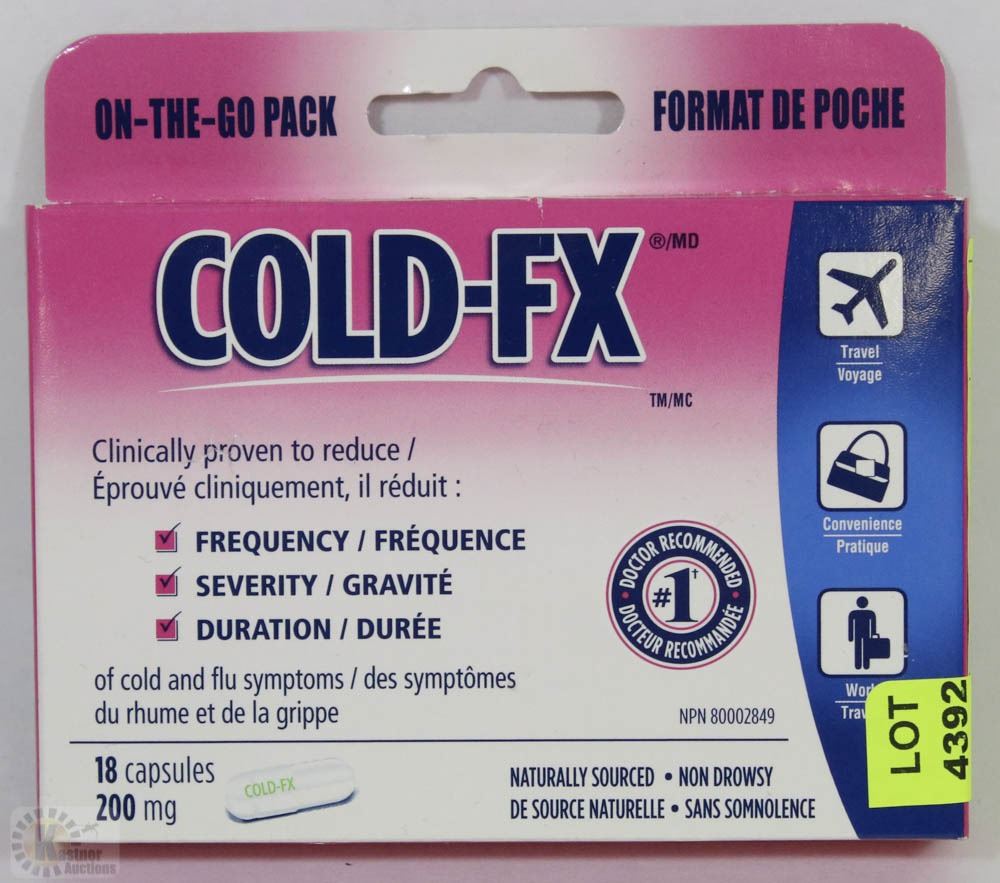 ON-THE-GO PACK
FORMAT DE POCHE
COLD-FX ®/MD
TM/MC
Clinically proven to reduce /
Éprouvé cliniquement, il réduit :
FREQUENCY / FRÉQUENCE
SEVERITY / GRAVITÉ
DURATION / DURÉE
of cold and flu symptoms / des symptômes
du rhume et de la grippe
DOCTOR RECOMMENDED
#1†
DOCTEUR RECOMMANDÉE
NPN 80002849
18 capsules
200 mg
COLD-FX
NATURALLY SOURCED • NON DROWSY
DE SOURCE NATURELLE • SANS SOMNOLENCE
Travel
Voyage
Convenience
Pratique
LOT
4392
Kastner
Auctions